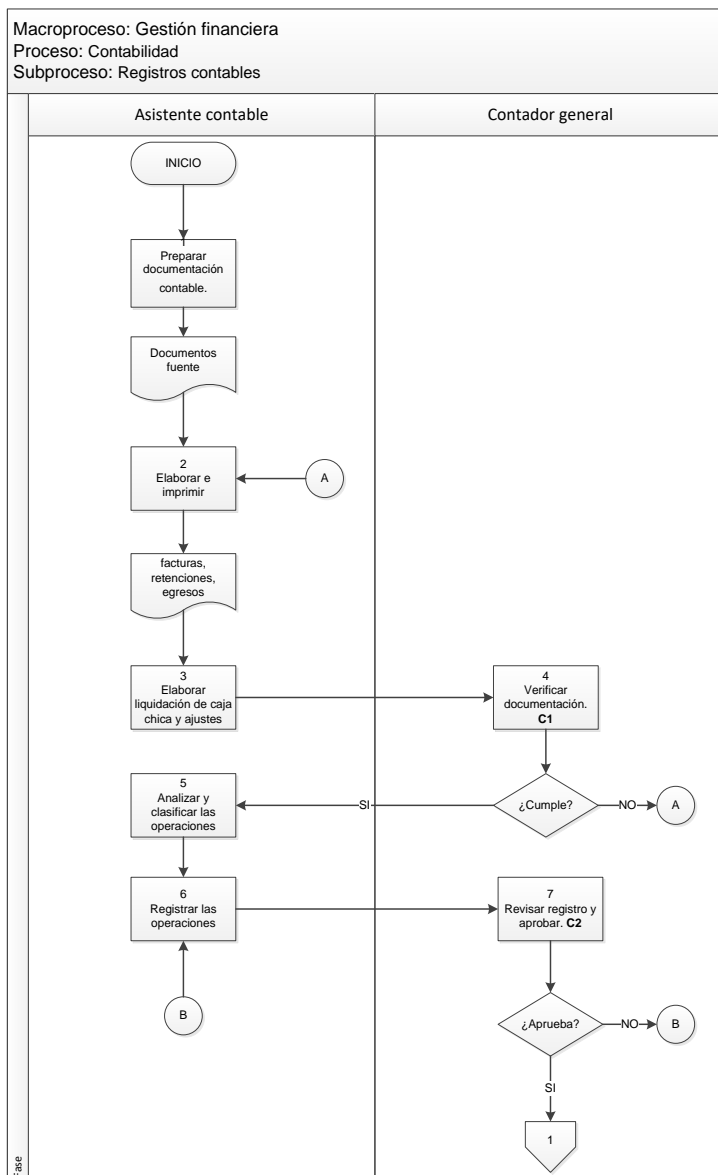 Macroproceso: Gestión financiera
Proceso: Contabilidad
Subproceso: Registros contables
Asistente contable
Contador general
INICIO
Preparar
documentación
contable.
Documentos
fuente
2
Elaborar e
imprimir
A
facturas,
retenciones,
egresos
3
Elaborar
liquidación de caja
chica y ajustes
4
Verificar
documentación.
C1
5
Analizar y
clasificar las
operaciones
SI
¿Cumple?
NO
A
6
Registrar las
operaciones
7
Revisar registro y
aprobar. C2
B
¿Aprueba?
NO
B
SI
1
Fase